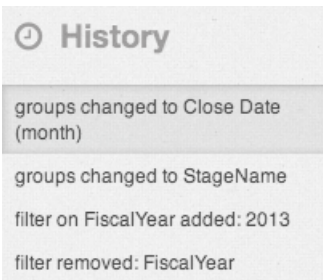 History
groups changed to Close Date
(month)
groups changed to StageName
filter on FiscalYear added: 2013
filter removed: FiscalYear